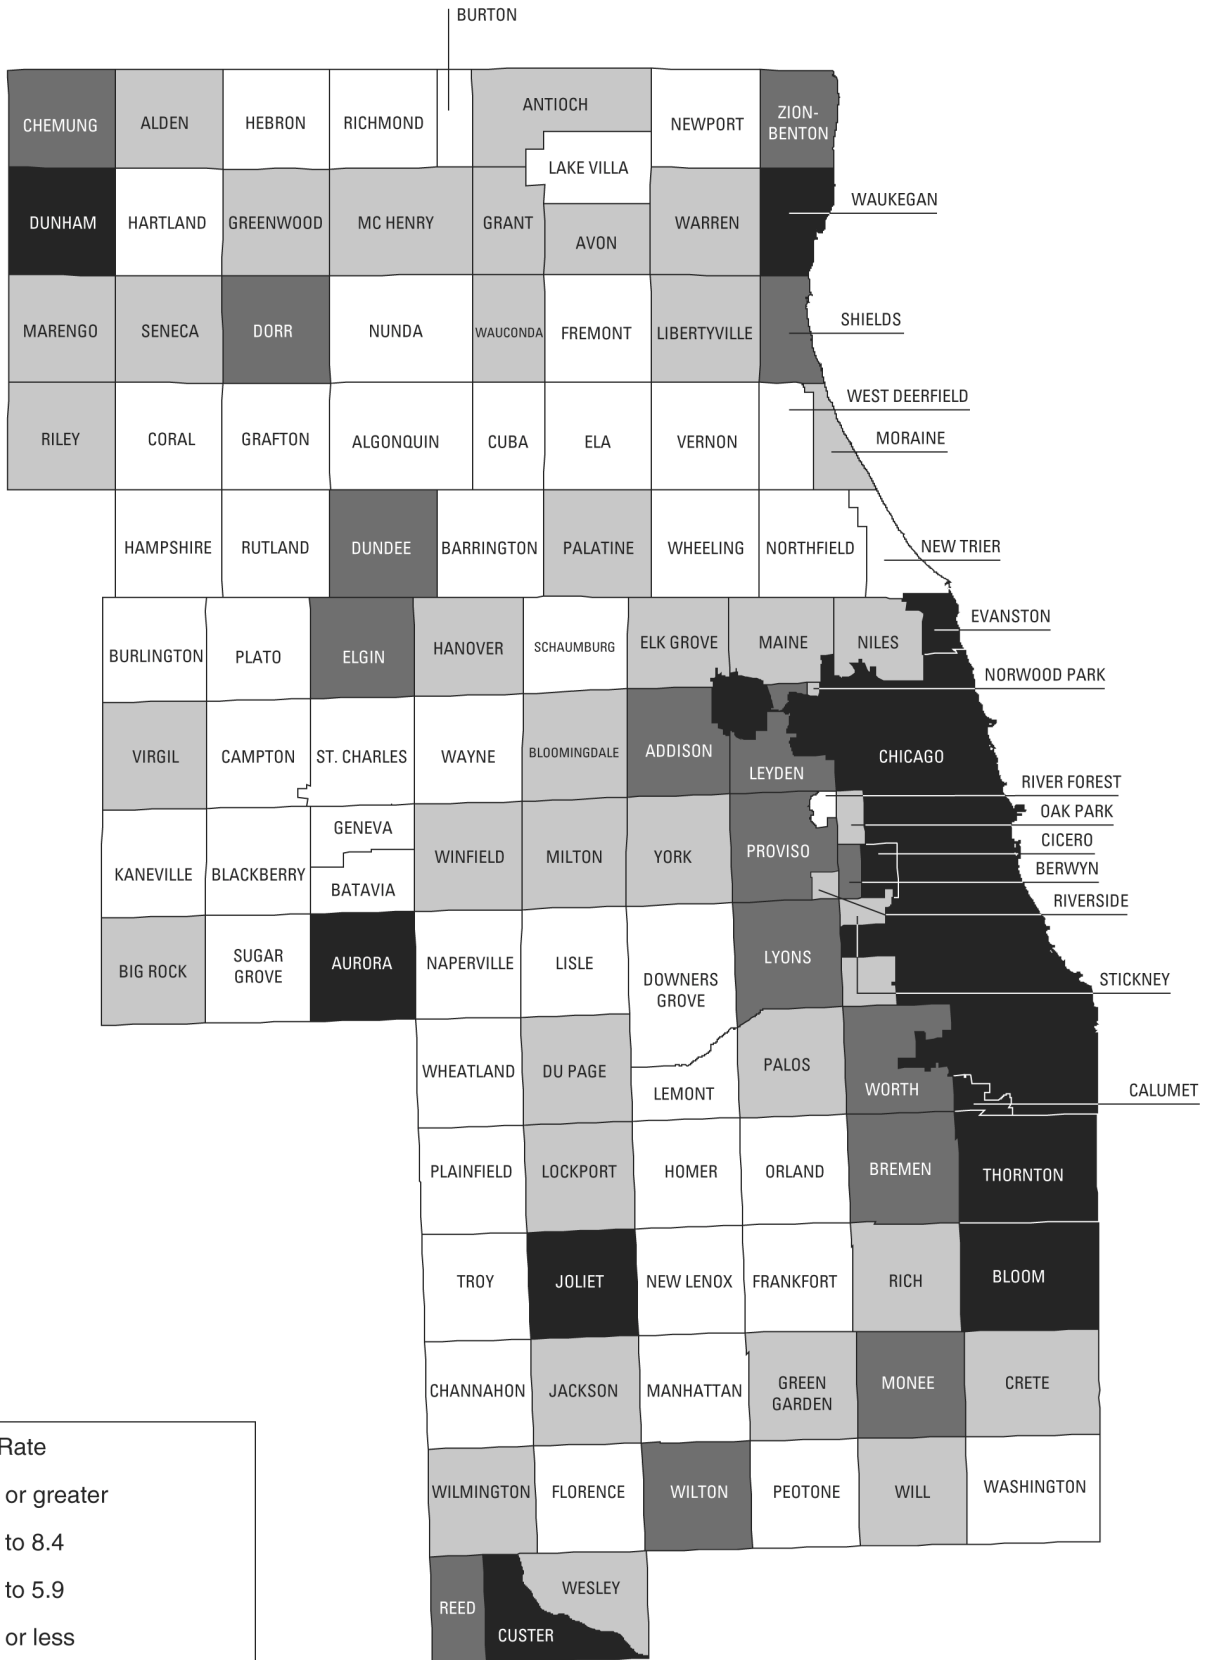 BURTON
CHEMUNG
ALDEN
HEBRON
RICHMOND
ANTIOCH
NEWPORT
ZION-
BENTON
LAKE VILLA
DUNHAM
HARTLAND
GREENWOOD
MC HENRY
GRANT
AVON
WARREN
WAUKEGAN
MARENGO
SENECA
DORR
NUNDA
WAUCONDA
FREMONT
LIBERTYVILLE
SHIELDS
WEST DEERFIELD
RILEY
CORAL
GRAFTON
ALGONQUIN
CUBA
ELA
VERNON
MORAINE
HAMPSHIRE
RUTLAND
DUNDEE
BARRINGTON
PALATINE
WHEELING
NORTHFIELD
NEW TRIER
EVANSTON
BURLINGTON
PLATO
ELGIN
HANOVER
SCHAUMBURG
ELK GROVE
MAINE
NILES
NORWOOD PARK
VIRGIL
CAMPTON
ST. CHARLES
WAYNE
BLOOMINGDALE
ADDISON
LEYDEN
CHICAGO
RIVER FOREST
OAK PARK
GENEVA
CICERO
KANEVILLE
BLACKBERRY
BATAVIA
WINFIELD
MILTON
YORK
PROVISO
BERWYN
RIVERSIDE
BIG ROCK
SUGAR
GROVE
AURORA
NAPERVILLE
LISLE
DOWNERS
GROVE
LYONS
STICKNEY
WHEATLAND
DU PAGE
LEMONT
PALOS
WORTH
CALUMET
PLAINFIELD
LOCKPORT
HOMER
ORLAND
BREMEN
THORNTON
TROY
JOLIET
NEW LENOX
FRANKFORT
RICH
BLOOM
CHANNAHON
JACKSON
MANHATTAN
GREEN
GARDEN
MONEE
CRETE
WILMINGTON
FLORENCE
WILTON
PEOTONE
WILL
WASHINGTON
REED
CUSTER
WESLEY
Rate
or greater
to 8.4
to 5.9
or less